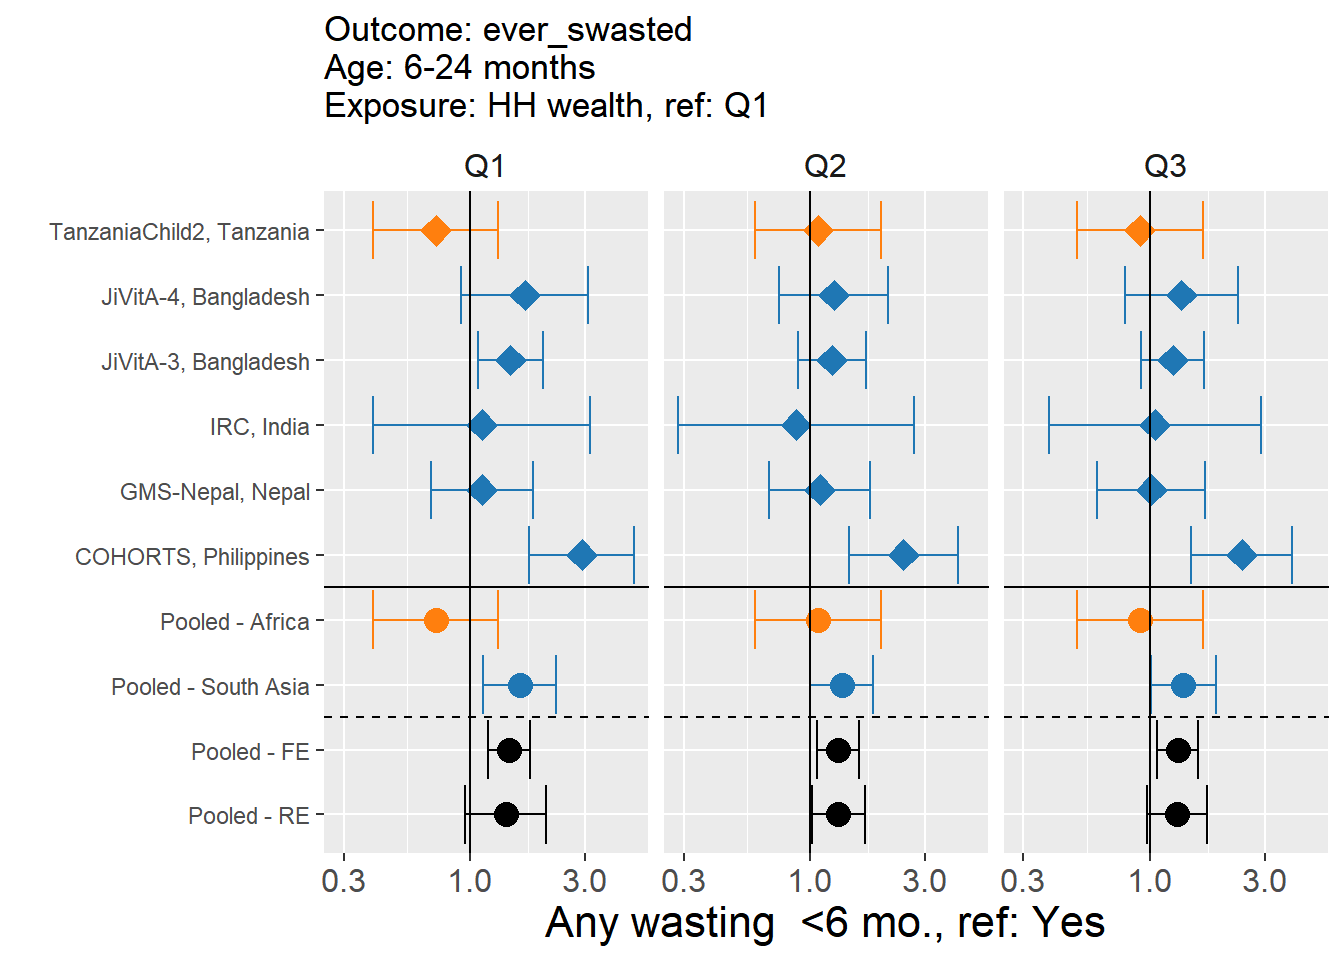 Outcome: ever_swasted
Age: 6-24 months
Exposure: HH wealth, ref: Q1
Q1 Q2 Q3
TanzaniaChild2, Tanzania
JiVitA-4, Bangladesh
JiVitA-3, Bangladesh
IRC, India
GMS-Nepal, Nepal
COHORTS, Philippines
Pooled - Africa
Pooled - South Asia
Pooled - FE
Pooled - RE
0.3 1.0 3.0 0.3 1.0 3.0 0.3 1.0 3.0
Any wasting  <6 mo., ref: Yes